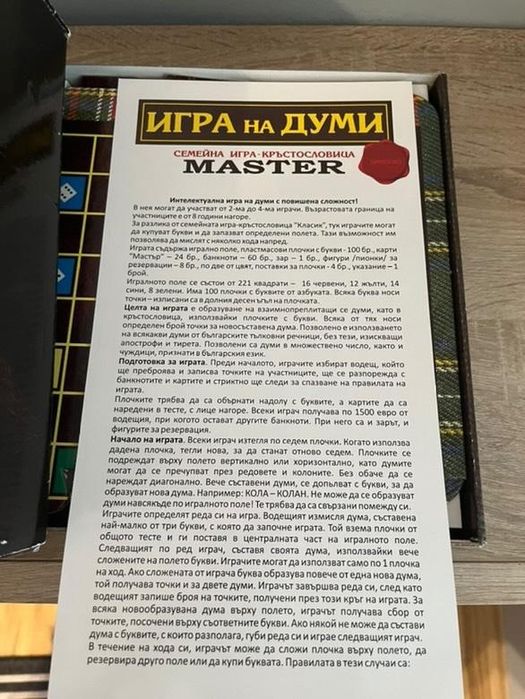 ИГРА НА ДУМИ
СЕМЕЙНА ИГРА-КРЪСТОСЛОВИЦА
MASTER
Интелектуална игра на думи с повишена сложност!
В нея могат да участват от 2-ма до 4-ма играчи. Възрастовата граница на
участниците е от 8 години нагоре.
За разлика от семейната игра-кръстословица "Класик", тук играчите могат
да купуват букви и да запазват определени полета. Тази възможност им
позволява да мислят с няколко хода напред.
Играта съдържа игрално поле, пластмасови плочки с букви - 100 бр., карти
"Мастър" – 24 бр., банкноти – 60 бр., зар – 1 бр., фигури /пионки/ за
резервации – 8 бр., по две от цвят, поставки за плочки - 4 бр., указание – 1
брой.
Игралното поле се състои от 221 квадрати - 16 червени, 12 жълти, 14
сини, 8 зелени. Има 100 плочки с буквите от азбуката. Всяка буква носи
точки – изписани са в долния десен ъгъл на плочката.
Целта на играта е образуване на взаимнопреплитащи се думи, като в
кръстословица, използвайки плочките с букви. Всяка от тях носи
определен брой точки за новосъставена дума. Позволено е използването
на всякакви думи от българските тълковни речници, без тези, изискващи
апострофи и тирета. Позволени са думи в множествено число, както и
чуждици, признати в българския език.
Подготовка за играта. Преди началото, играчите избират водещ, който
ще преброява и записва точките на участниците, ще се разпорежда с
банкнотите и картите и стриктно ще следи за спазване на правилата на
играта.
Плочките трябва да са обърнати надолу с буквите, а картите да са
наредени в тесте, с лице нагоре. Всеки играч получава по 1500 евро от
водещия, при когото остават другите банкноти. При него са и зарът, и
фигурите за резервация.
Начало на играта. Всеки играч изтегля по седем плочки. Когато използва
дадена плочка, тегли нова, за да станат отново седем. Плочките се
подреждат върху полето вертикално или хоризонтално, като думите
могат да се пречупват през редовете и колоните. Без обаче да се
нареждат диагонално. Вече съставени думи, се допълват с букви, за да
образуват нова дума. Например: КОЛА – КОЛАН. Не може да се образуват
думи навсякъде по игралното поле! Те трябва да са свързани помежду си.
Играчите определят реда си на игра. Водещият измисля дума, съставена
най-малко от три букви, с която да започне играта. Той взема плочки от
общото тесте и ги поставя в централната част на игралното поле.
Следващият по ред играч, съставя своята дума, използвайки вече
сложените на полето букви. Играчите могат да използват само по 1 плочка
на ход. Ако сложената от играча буква образува повече от една нова дума,
той получава точки и за двете думи. Играчът завършва реда си, след като
водещият запише броя на точките, получени през този кръг на играта. За
всяка новообразувана дума върху полето, играчът получава сбор от
точките, посочени върху съответните букви. Ако някой не може да състави
дума с буквите, с които разполага, губи реда си и играе следващият играч.
В течение на хода си, играчът може да сложи плочка върху полето, да
резервира друго поле или да купи буквата. Правилата в тези случаи са: